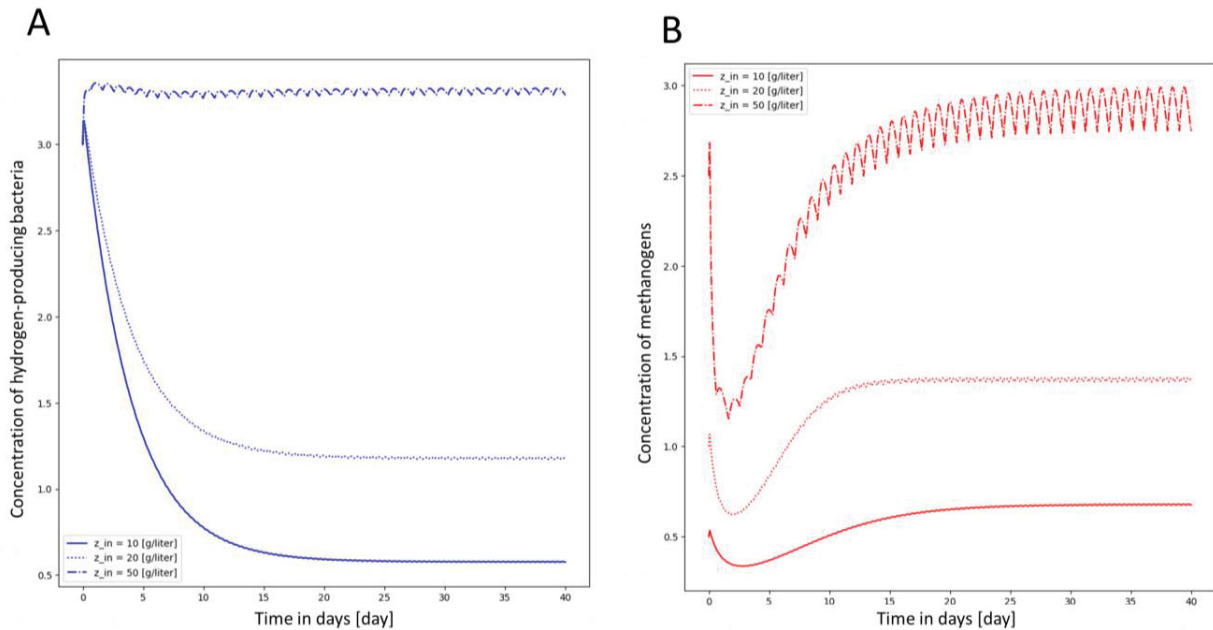 A
Concentration of hydrogen-producing bacteria
3.0
2.5
2.0
1.5
1.0
0.5
z_in = 10 [g/liter]
z_in = 20 [g/liter]
z_in = 50 [g/liter]
0
5
10
15
20
25
30
35
40
Time in days [day]
B
Concentration of methanogens
z_in = 10 [g/liter]
z_in = 20 [g/liter]
z_in = 50 [g/liter]
3.0
2.5
2.0
1.5
1.0
0.5
0
5
10
15
20
25
30
35
40
Time in days [day]